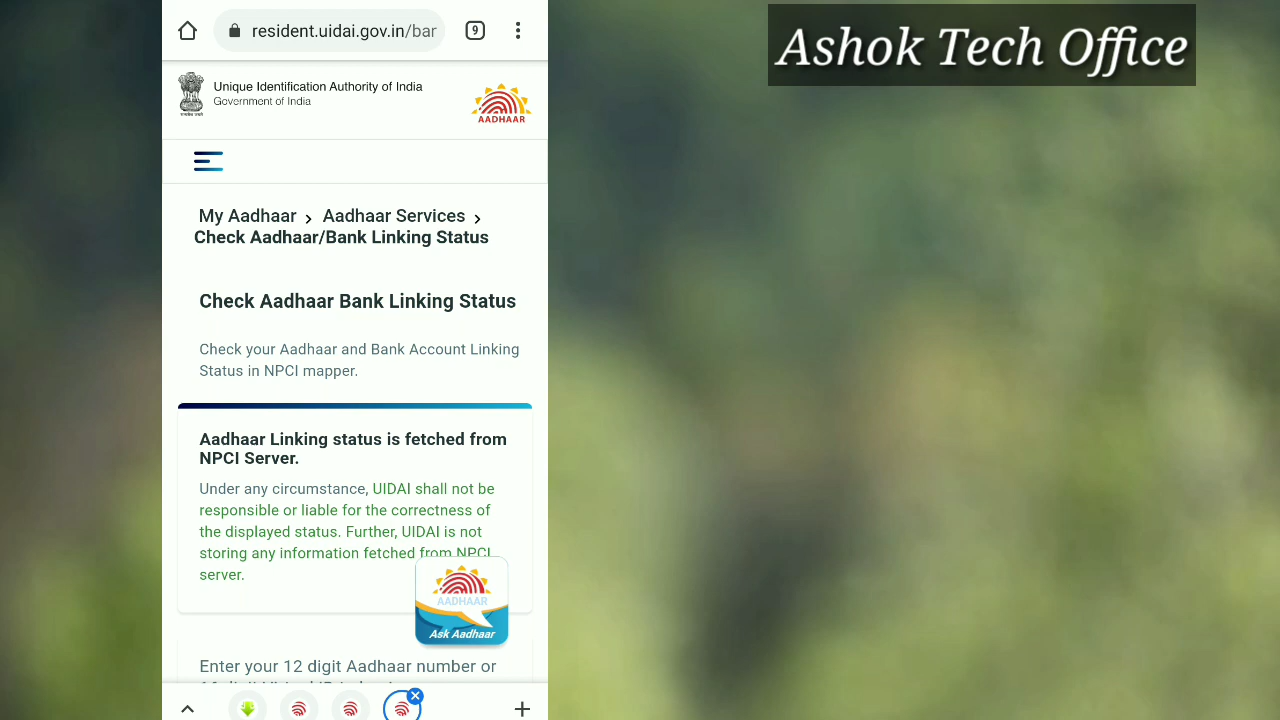 resident.uidai.gov.in/bar
9
Ashok Tech Office
Unique Identification Authority of India
Government of India
AADHAAR
My Aadhaar > Aadhaar Services >
Check Aadhaar/Bank Linking Status
Check Aadhaar Bank Linking Status
Check your Aadhaar and Bank Account Linking
Status in NPCI mapper.
Aadhaar Linking status is fetched from
NPCI Server.
Under any circumstance, UIDAI shall not be
responsible or liable for the correctness of
the displayed status. Further, UIDAI is not
storing any information fetched from NPCI
server.
AADHAAR
Ask Aadhaar
Enter your 12 digit Aadhaar number or